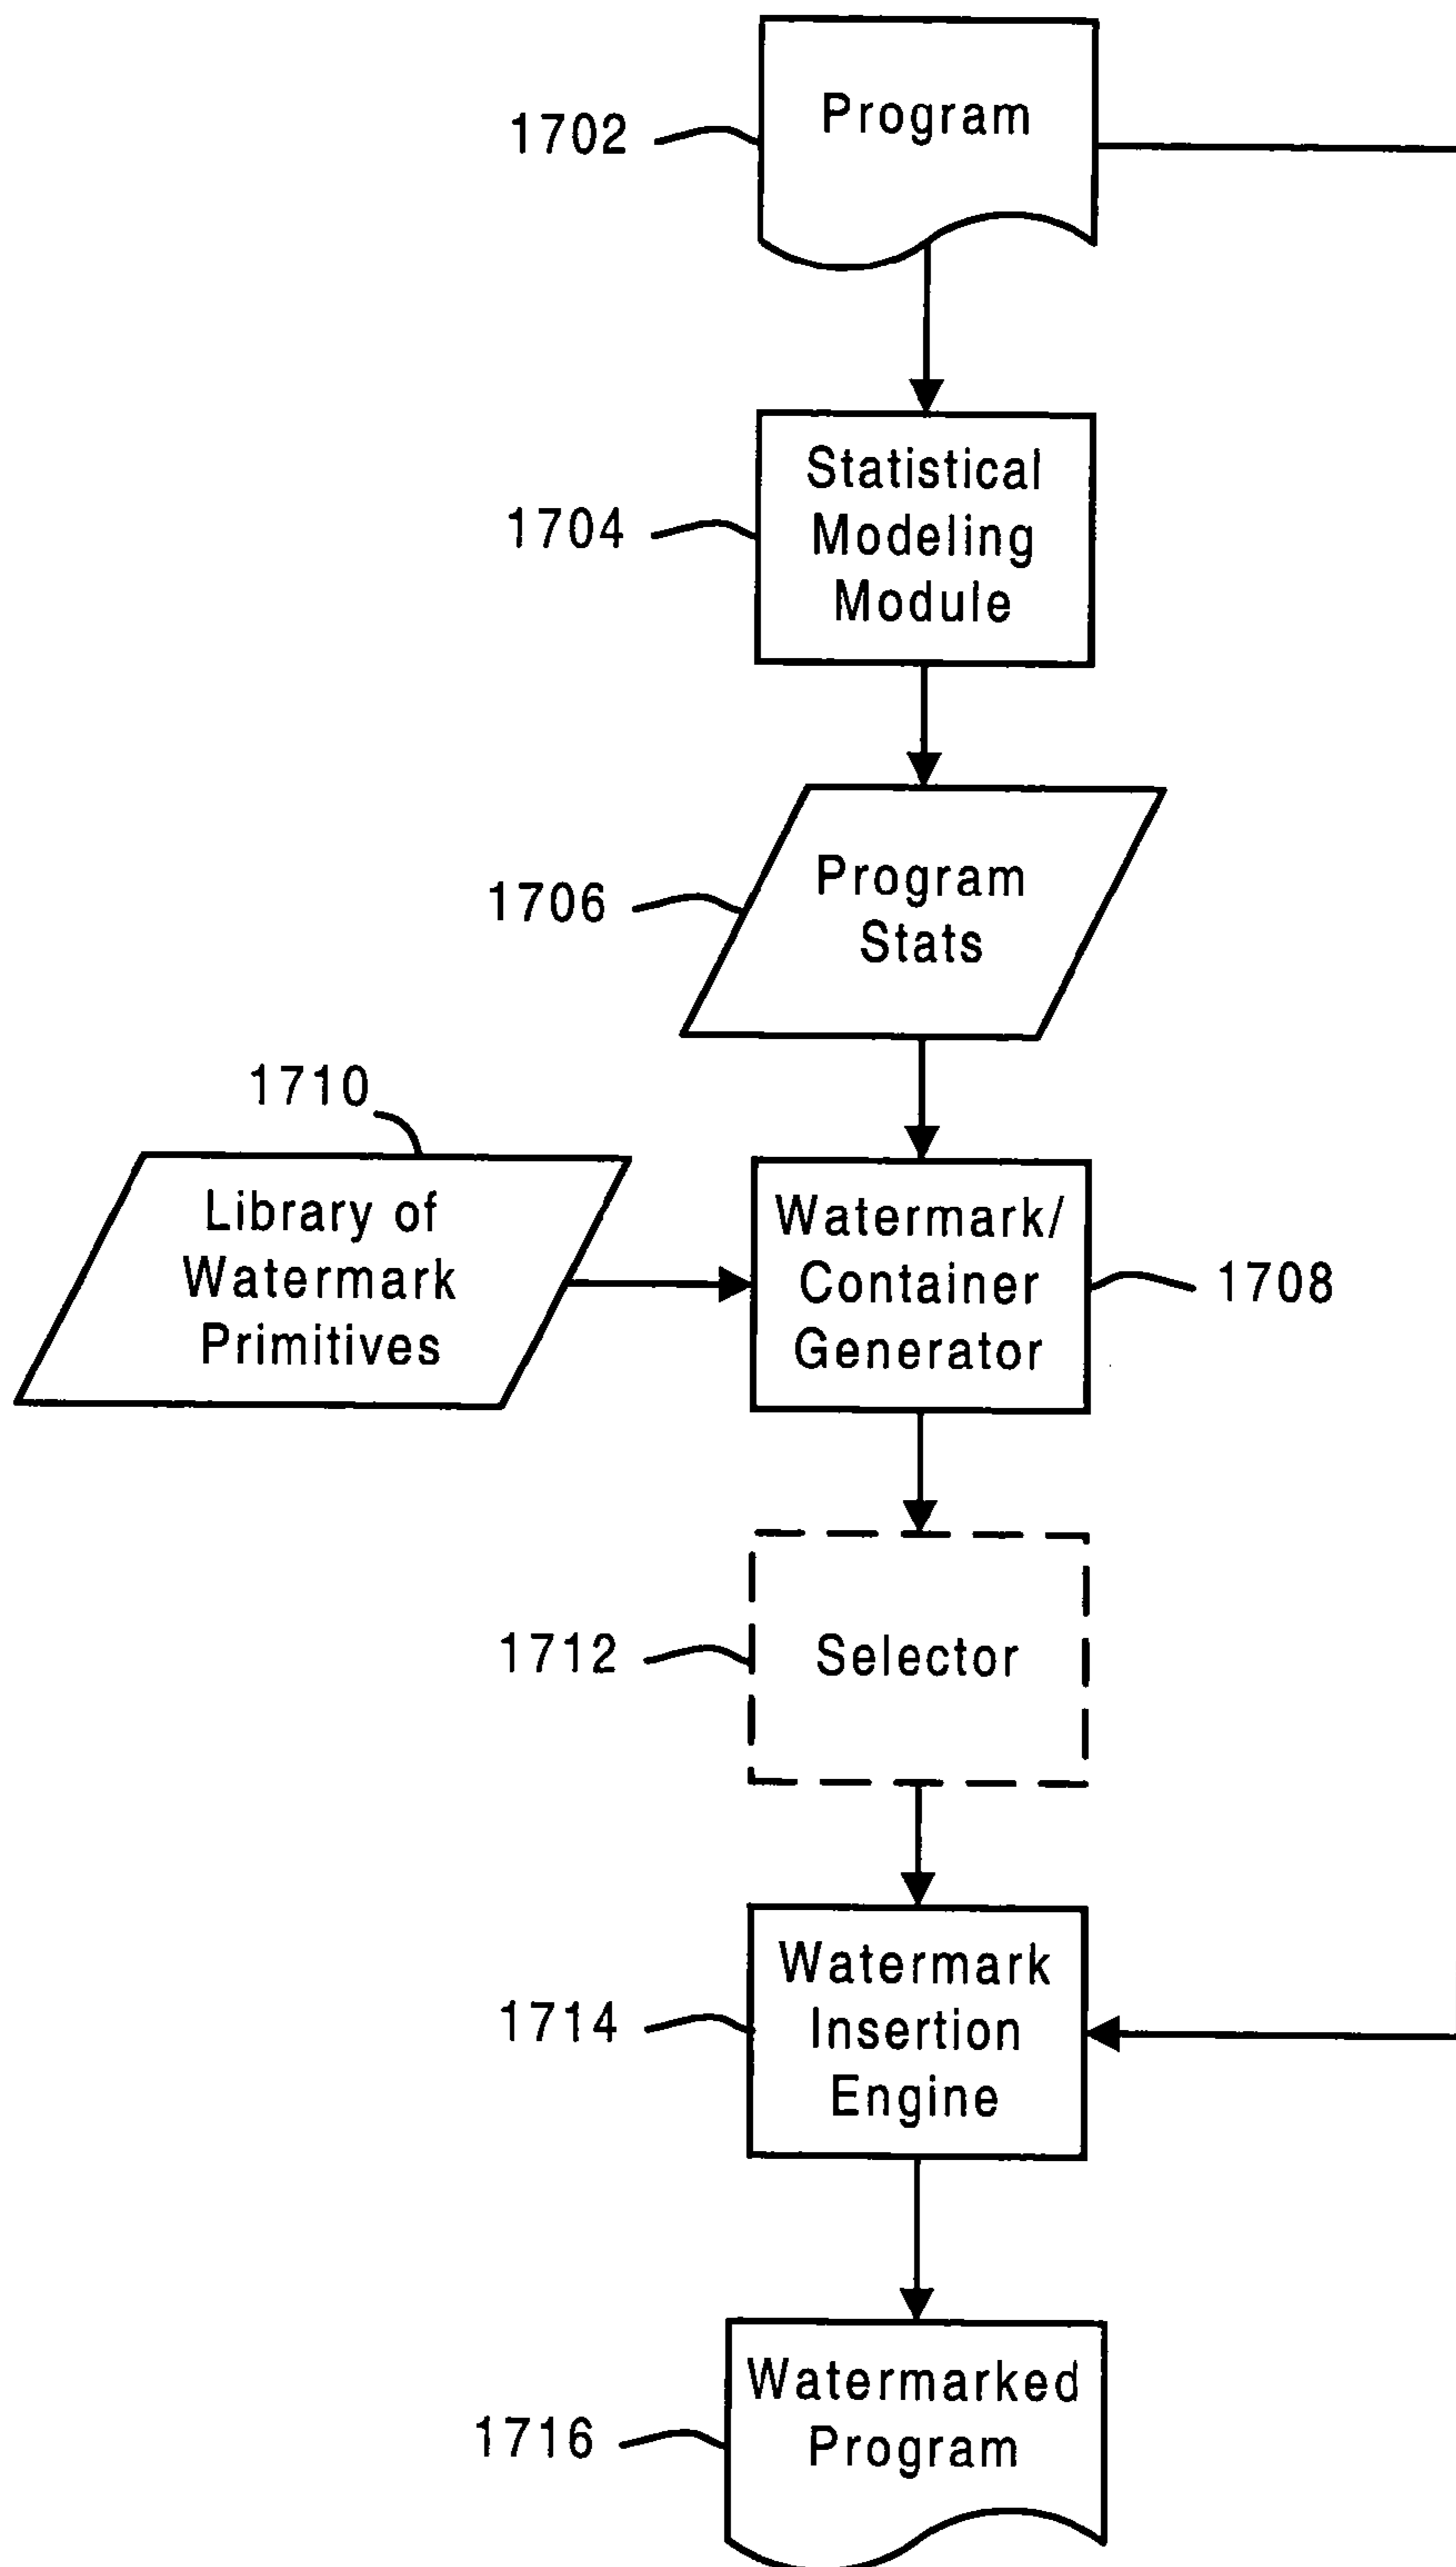 Program
1702
Statistical
Modeling
Module
1704
Program
Stats
1706
1710
Library of
Watermark
Primitives
Watermark/
Container
Generator
1708
Selector
1712
Watermark
Insertion
Engine
1714
Watermarked
Program
1716